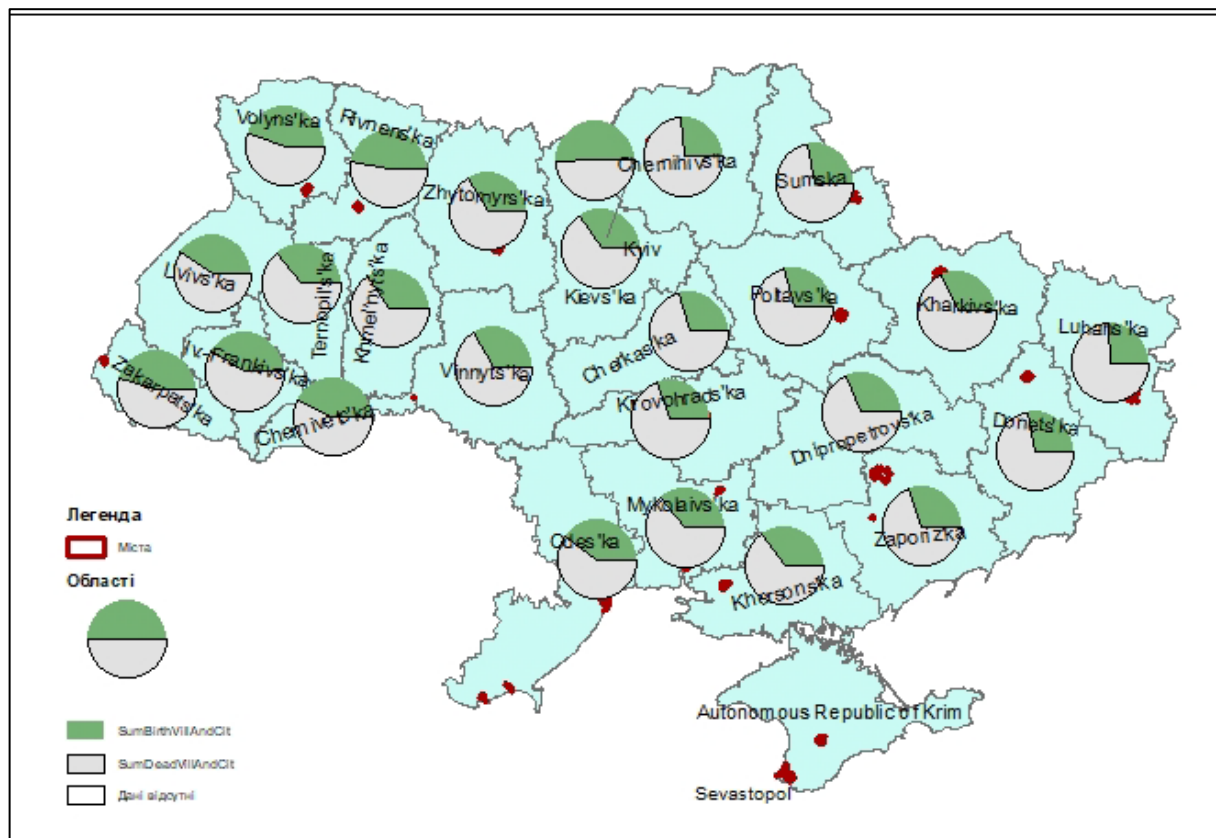 Volyns'ka
Rivnens'ka
Zhytomyrs'ka
Chernihivs'ka
Sumska
Kyiv
Kievs'ka
L'vivs'ka
Ternopil's'ka
Khmel'nyts'ka
Poltavs'ka
Kharkivs'ka
Luhans'ka
Cherkas'ka
Zakarpats'ka
Iv.-Frankivs'ka
Chernivets'ka
Vinnyts'ka
Kirovohrads'ka
Dnipropetrovs'ka
Donets'ka
Mykolaivs'ka
Odes'ka
Khersons'ka
Zaporiz'ka
Легенда
Міста
Області
SumBirthVillAndCit
SumDeadVillAndCit
Дані відсутні
Autonomous Republic of Krim
Sevastopol'